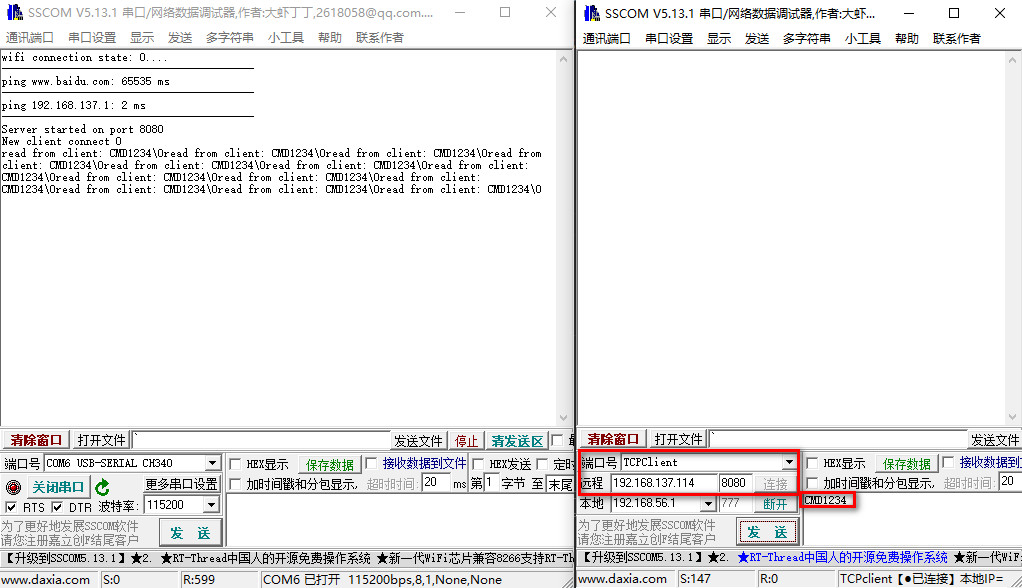 SSCOM V5.13.1 串口/网络数据调试器,作者:大虾丁丁,2618058@qq.com....
通讯端口 串口设置 显示 发送 多字符串 小工具 帮助 联系作者
wifi connection state: 0....
ping www.baidu.com: 65535 ms
ping 192.168.137.1: 2 ms
Server started on port 8080
New client connect 0
read from client: CMD1234\0read from client: CMD1234\0read from client: CMD1234\0read from
client: CMD1234\0read from client: CMD1234\0read from client: CMD1234\0read from client:
CMD1234\0read from client: CMD1234\0read from client: CMD1234\0read from client:
CMD1234\0read from client: CMD1234\0read from client: CMD1234\0read from client: CMD1234\0
清除窗口 打开文件 ` 发送文件 停止 清发送区
端口号 COM6 USB-SERIAL CH340 HEX显示 保存数据 接收数据到文件 HEX发送 定时
关闭串口 更多串口设置 加时间戳和分包显示, 超时时间: 20 ms 第 1 字节 至 末尾
RTS DTR 波特率: 115200
为了更好地发展SSCOM软件
请您注册嘉立创F结尾客户
发 送
【升级到SSCOM5.13.1】★2. ★RT-Thread中国人的开源免费操作系统 ★新一代WiFi芯片兼容8266支持RT-Th
www.daxia.com S:0 R:599 COM6 已打开 115200bps,8,1,None,None
SSCOM V5.13.1 串口/网络数据调试器,作者:大虾...
通讯端口 串口设置 显示 发送 多字符串 小工具 帮助 联系作者
清除窗口 打开文件 ` 发送文件
端口号 TCPClient HEX显示 保存数据 接收数据到
远程 192.168.137.114 8080 连接 加时间戳和分包显示, 超时时间: 20
本地 192.168.56.1 777 断开 CMD1234
为了更好地发展SSCOM软件
请您注册嘉立创F结尾客户
发 送
【升级到SSCOM5.13.1】★2. ★RT-Thread中国人的开源免费操作系统 ★新一代WiF
www.daxia.com S:147 R:0 TCPclient【●已连接】本地IP=